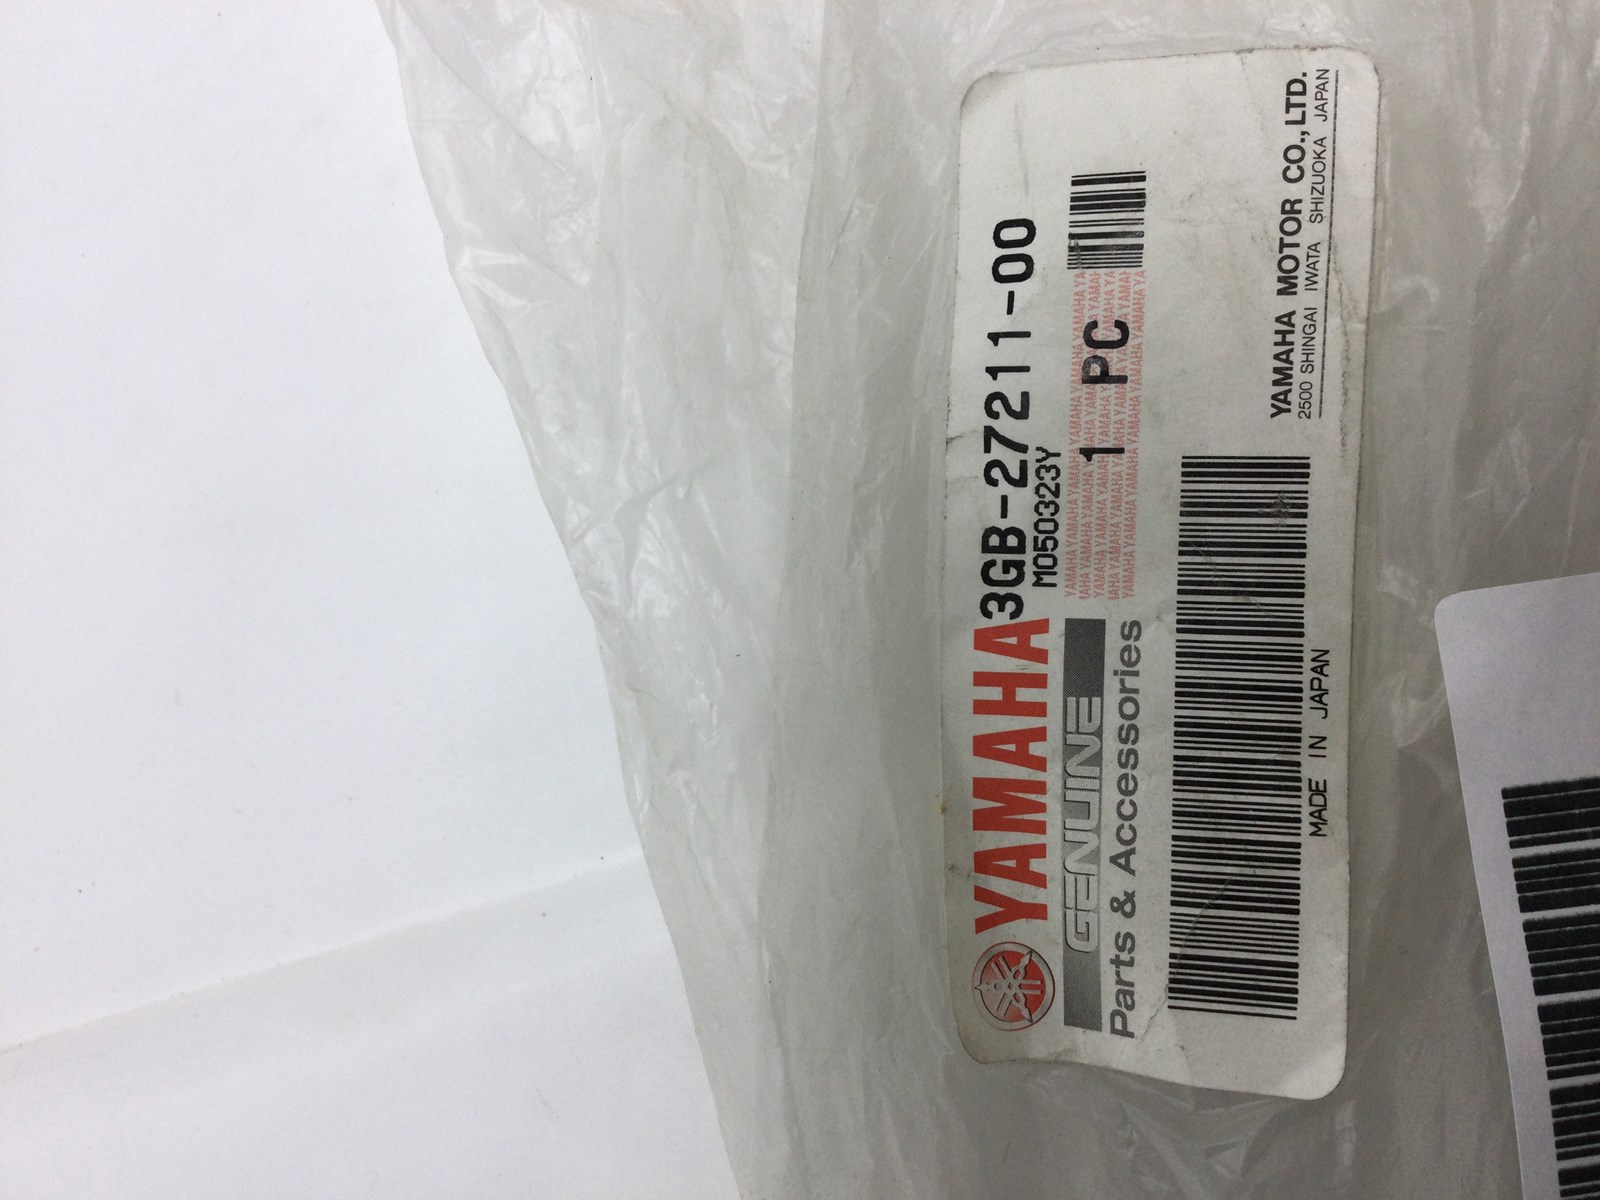 YAMAHA 3GB-27211-00
M050323Y
GENUINE
Parts & Accessories
1 PC
YAMAHA MOTOR CO.,LTD.
2500 SHINGAI IWATA SHIZUOKA JAPAN
MADE IN JAPAN